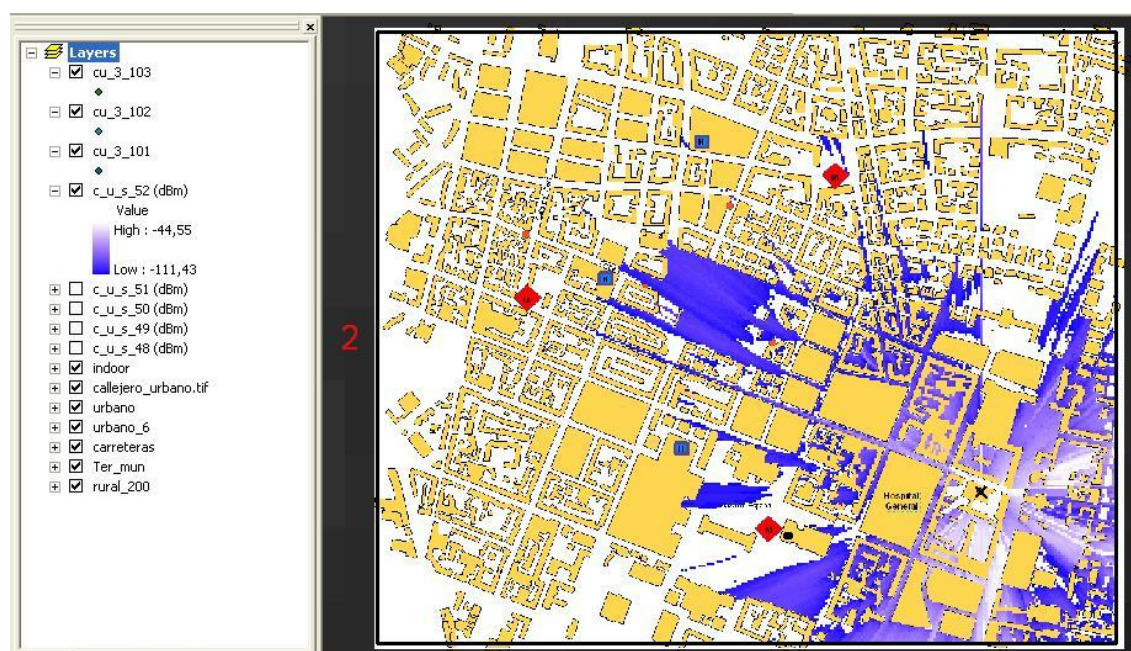 Layers
cu_3_103
cu_3_102
cu_3_101
c_u_s_52 (dBm)
Value
High : -44,55
Low : -111,43
c_u_s_51 (dBm)
c_u_s_50 (dBm)
c_u_s_49 (dBm)
c_u_s_48 (dBm)
indoor
callejero_urbano.tif
urbano
urbano_6
carreteras
Ter_mun
rural_200
2
H
Hospital
General